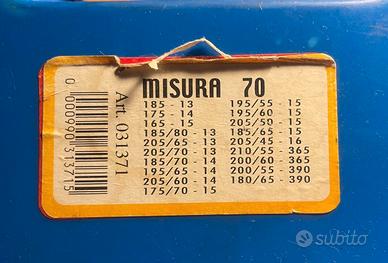 MISURA 70
Art. 031371
0 000990 313715
185 - 13
175 - 14
165 - 15
185/80 - 13
205/65 - 13
205/70 - 13
185/70 - 14
195/65 - 14
205/60 - 14
175/70 - 15
195/55 - 15
195/60 - 15
205/50 - 15
185/65 - 15
205/45 - 16
210/55 - 365
200/60 - 365
200/55 - 390
180/65 - 390
subito